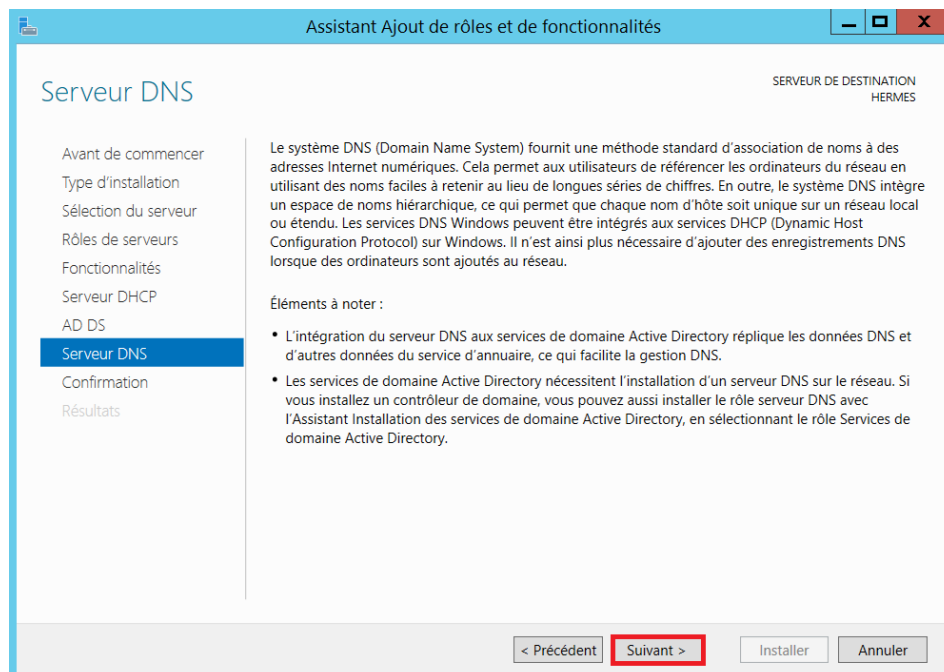 Assistant Ajout de rôles et de fonctionnalités
Serveur DNS
SERVEUR DE DESTINATION
HERMES
Avant de commencer
Type d'installation
Sélection du serveur
Rôles de serveurs
Fonctionnalités
Serveur DHCP
AD DS
Serveur DNS
Confirmation
Résultats
Le système DNS (Domain Name System) fournit une méthode standard d'association de noms à des
adresses Internet numériques. Cela permet aux utilisateurs de référencer les ordinateurs du réseau en
utilisant des noms faciles à retenir au lieu de longues séries de chiffres. En outre, le système DNS intègre
un espace de noms hiérarchique, ce qui permet que chaque nom d'hôte soit unique sur un réseau local
ou étendu. Les services DNS Windows peuvent être intégrés aux services DHCP (Dynamic Host
Configuration Protocol) sur Windows. Il n'est ainsi plus nécessaire d'ajouter des enregistrements DNS
lorsque des ordinateurs sont ajoutés au réseau.
Éléments à noter :
• L'intégration du serveur DNS aux services de domaine Active Directory réplique les données DNS et
d'autres données du service d'annuaire, ce qui facilite la gestion DNS.
• Les services de domaine Active Directory nécessitent l'installation d'un serveur DNS sur le réseau. Si
vous installez un contrôleur de domaine, vous pouvez aussi installer le rôle serveur DNS avec
l'Assistant Installation des services de domaine Active Directory, en sélectionnant le rôle Services de
domaine Active Directory.
< Précédent
Suivant >
Installer
Annuler